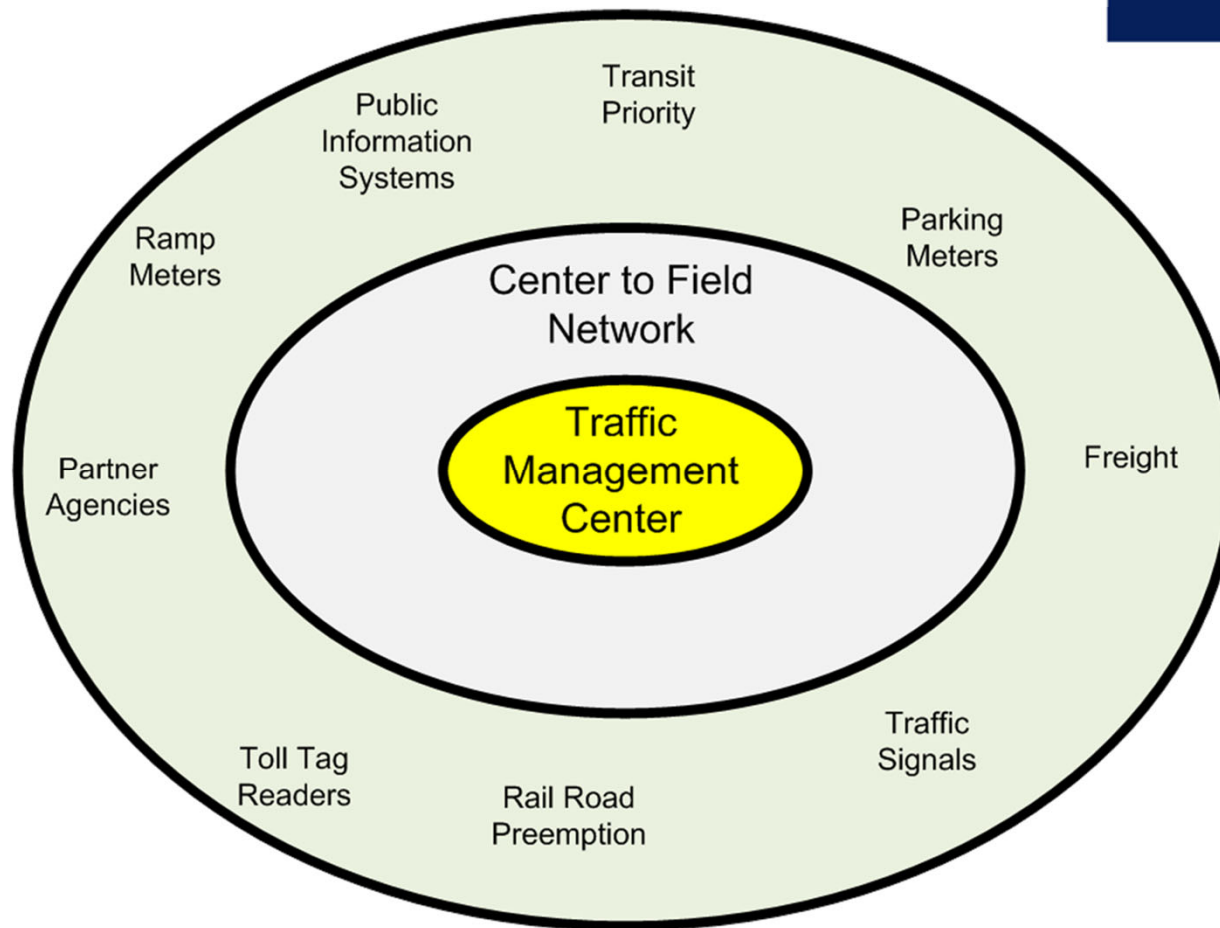 Transit
Priority
Public
Information
Systems
Parking
Meters
Ramp
Meters
Center to Field
Network
Traffic
Management
Center
Freight
Partner
Agencies
Traffic
Signals
Toll Tag
Readers
Rail Road
Preemption